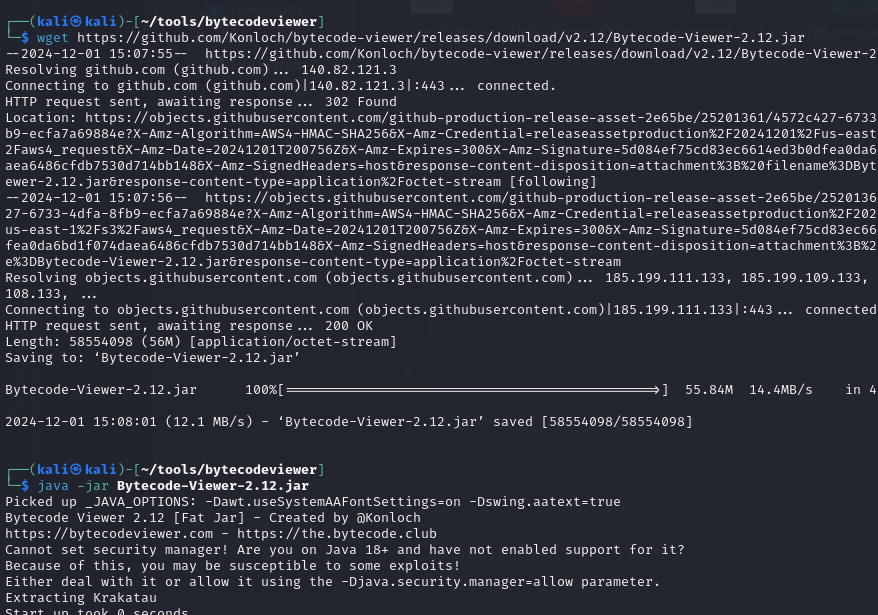 ┌──(kali㉿kali)-[~/tools/bytecodeviewer]
└─$ wget https://github.com/Konloch/bytecode-viewer/releases/download/v2.12/Bytecode-Viewer-2.12.jar
--2024-12-01 15:07:55-- https://github.com/Konloch/bytecode-viewer/releases/download/v2.12/Bytecode-Viewer-2
Resolving github.com (github.com)... 140.82.121.3
Connecting to github.com (github.com)|140.82.121.3|:443... connected.
HTTP request sent, awaiting response... 302 Found
Location: https://objects.githubusercontent.com/github-production-release-asset-2e65be/25201361/4572c427-6733
b9-ecfa7a69884e?X-Amz-Algorithm=AWS4-HMAC-SHA256&X-Amz-Credential=releaseassetproduction%2F20241201%2Fus-east
2Faws4_request&X-Amz-Date=20241201T200756Z&X-Amz-Expires=300&X-Amz-Signature=5d084ef75cd83ec6614ed3b0dfea0da6
aea6486cfdb7530d714bb148&X-Amz-SignedHeaders=host&response-content-disposition=attachment%3B%20filename%3DByt
ewer-2.12.jar&response-content-type=application%2Foctet-stream [following]
--2024-12-01 15:07:56-- https://objects.githubusercontent.com/github-production-release-asset-2e65be/2520136
27-6733-4dfa-8fb9-ecfa7a69884e?X-Amz-Algorithm=AWS4-HMAC-SHA256&X-Amz-Credential=releaseassetproduction%2F202
us-east-1%2Fs3%2Faws4_request&X-Amz-Date=20241201T200756Z&X-Amz-Expires=300&X-Amz-Signature=5d084ef75cd83ec66
fea0da6bd1f074daea6486cfdb7530d714bb148&X-Amz-SignedHeaders=host&response-content-disposition=attachment%3B%2
e%3DBytecode-Viewer-2.12.jar&response-content-type=application%2Foctet-stream
Resolving objects.githubusercontent.com (objects.githubusercontent.com)... 185.199.111.133, 185.199.109.133,
108.133, ...
Connecting to objects.githubusercontent.com (objects.githubusercontent.com)|185.199.111.133|:443... connected
HTTP request sent, awaiting response... 200 OK
Length: 58554098 (56M) [application/octet-stream]
Saving to: ‘Bytecode-Viewer-2.12.jar’
Bytecode-Viewer-2.12.jar 100%[===========================================>] 55.84M 14.4MB/s in 4
2024-12-01 15:08:01 (12.1 MB/s) - ‘Bytecode-Viewer-2.12.jar’ saved [58554098/58554098]
┌──(kali㉿kali)-[~/tools/bytecodeviewer]
└─$ java -jar Bytecode-Viewer-2.12.jar
Picked up _JAVA_OPTIONS: -Dawt.useSystemAAFontSettings=on -Dswing.aatext=true
Bytecode Viewer 2.12 [Fat Jar] - Created by @Konloch
https://bytecodeviewer.com - https://the.bytecode.club
Cannot set security manager! Are you on Java 18+ and have not enabled support for it?
Because of this, you may be susceptible to some exploits!
Either deal with it or allow it using the -Djava.security.manager=allow parameter.
Extracting Krakatau
Start up took 0 seconds